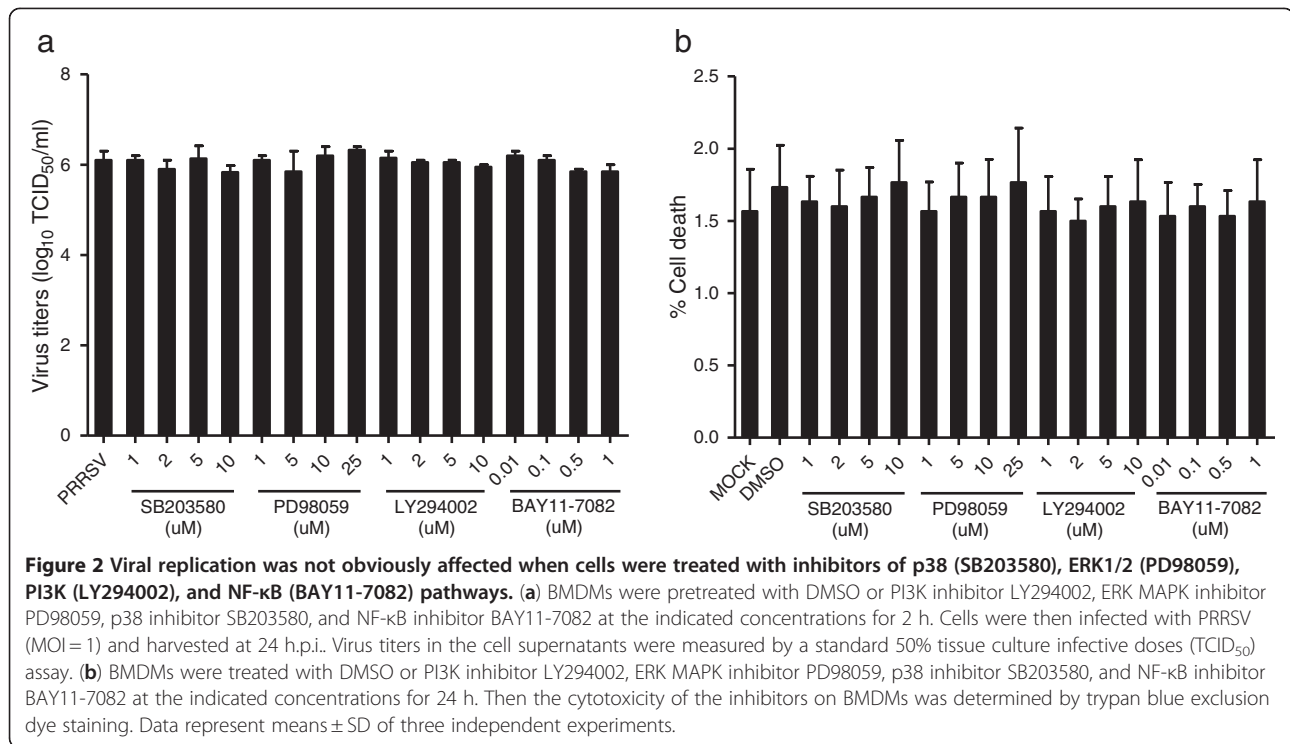 a
b
8
6
4
2
0
Virus titers (log10 TCID50/ml)
PRRSV 1 2 5 10 1 5 10 25 1 2 5 10 0.01 0.1 0.5 1
SB203580 PD98059 LY294002 BAY11-7082
(uM) (uM) (uM) (uM)
2.5
2.0
1.5
1.0
0.5
0.0
% Cell death
MOCK DMSO 1 2 5 10 1 5 10 25 1 2 5 10 0.01 0.1 0.5 1
SB203580 PD98059 LY294002 BAY11-7082
(uM) (uM) (uM) (uM)
Figure 2 Viral replication was not obviously affected when cells were treated with inhibitors of p38 (SB203580), ERK1/2 (PD98059),
PI3K (LY294002), and NF-κB (BAY11-7082) pathways. (a) BMDMs were pretreated with DMSO or PI3K inhibitor LY294002, ERK MAPK inhibitor
PD98059, p38 inhibitor SB203580, and NF-κB inhibitor BAY11-7082 at the indicated concentrations for 2 h. Cells were then infected with PRRSV
(MOI = 1) and harvested at 24 h.p.i.. Virus titers in the cell supernatants were measured by a standard 50% tissue culture infective doses (TCID50)
assay. (b) BMDMs were treated with DMSO or PI3K inhibitor LY294002, ERK MAPK inhibitor PD98059, p38 inhibitor SB203580, and NF-κB inhibitor
BAY11-7082 at the indicated concentrations for 24 h. Then the cytotoxicity of the inhibitors on BMDMs was determined by trypan blue exclusion
dye staining. Data represent means ± SD of three independent experiments.